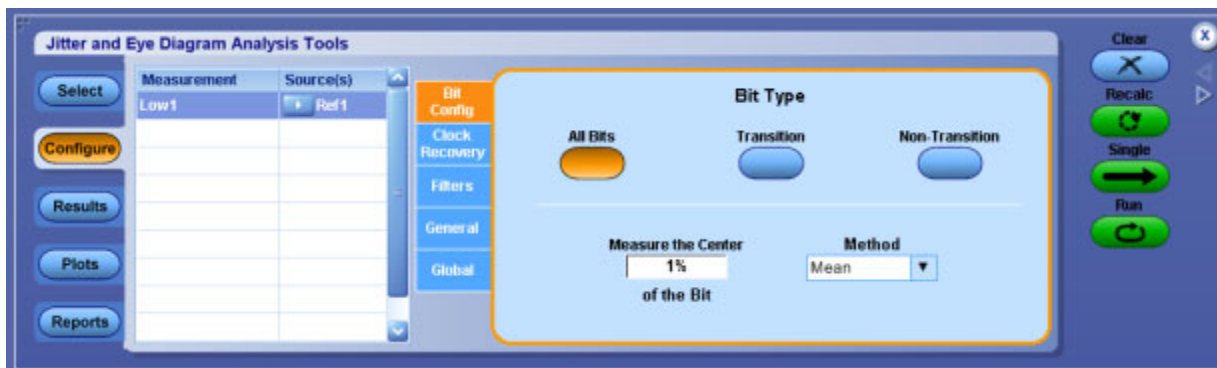 Jitter and Eye Diagram Analysis Tools
Select
Configure
Results
Plots
Reports
Measurement Source(s)
Low1 Ref1
Bit
Config
Clock
Recovery
Filters
General
Global
Bit Type
All Bits Transition Non-Transition
Measure the Center
1%
of the Bit
Method
Mean
Clear
X
Recalc
Single
Run